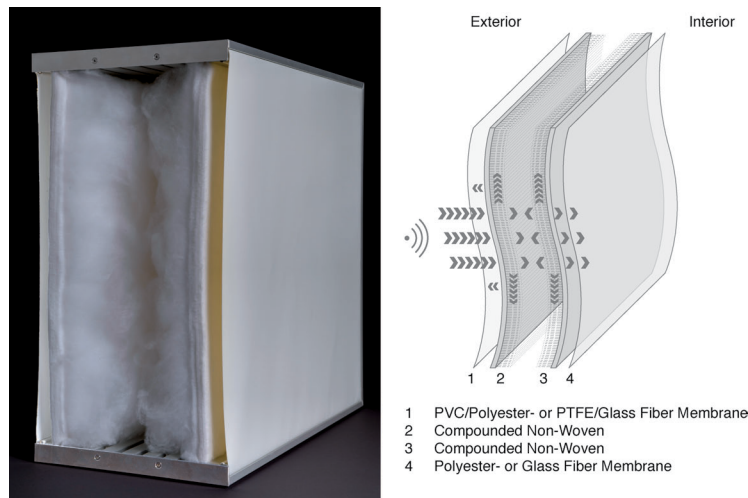 Exterior Interior
1 2 3 4
1 PVC/Polyester- or PTFE/Glass Fiber Membrane
2 Compounded Non-Woven
3 Compounded Non-Woven
4 Polyester- or Glass Fiber Membrane